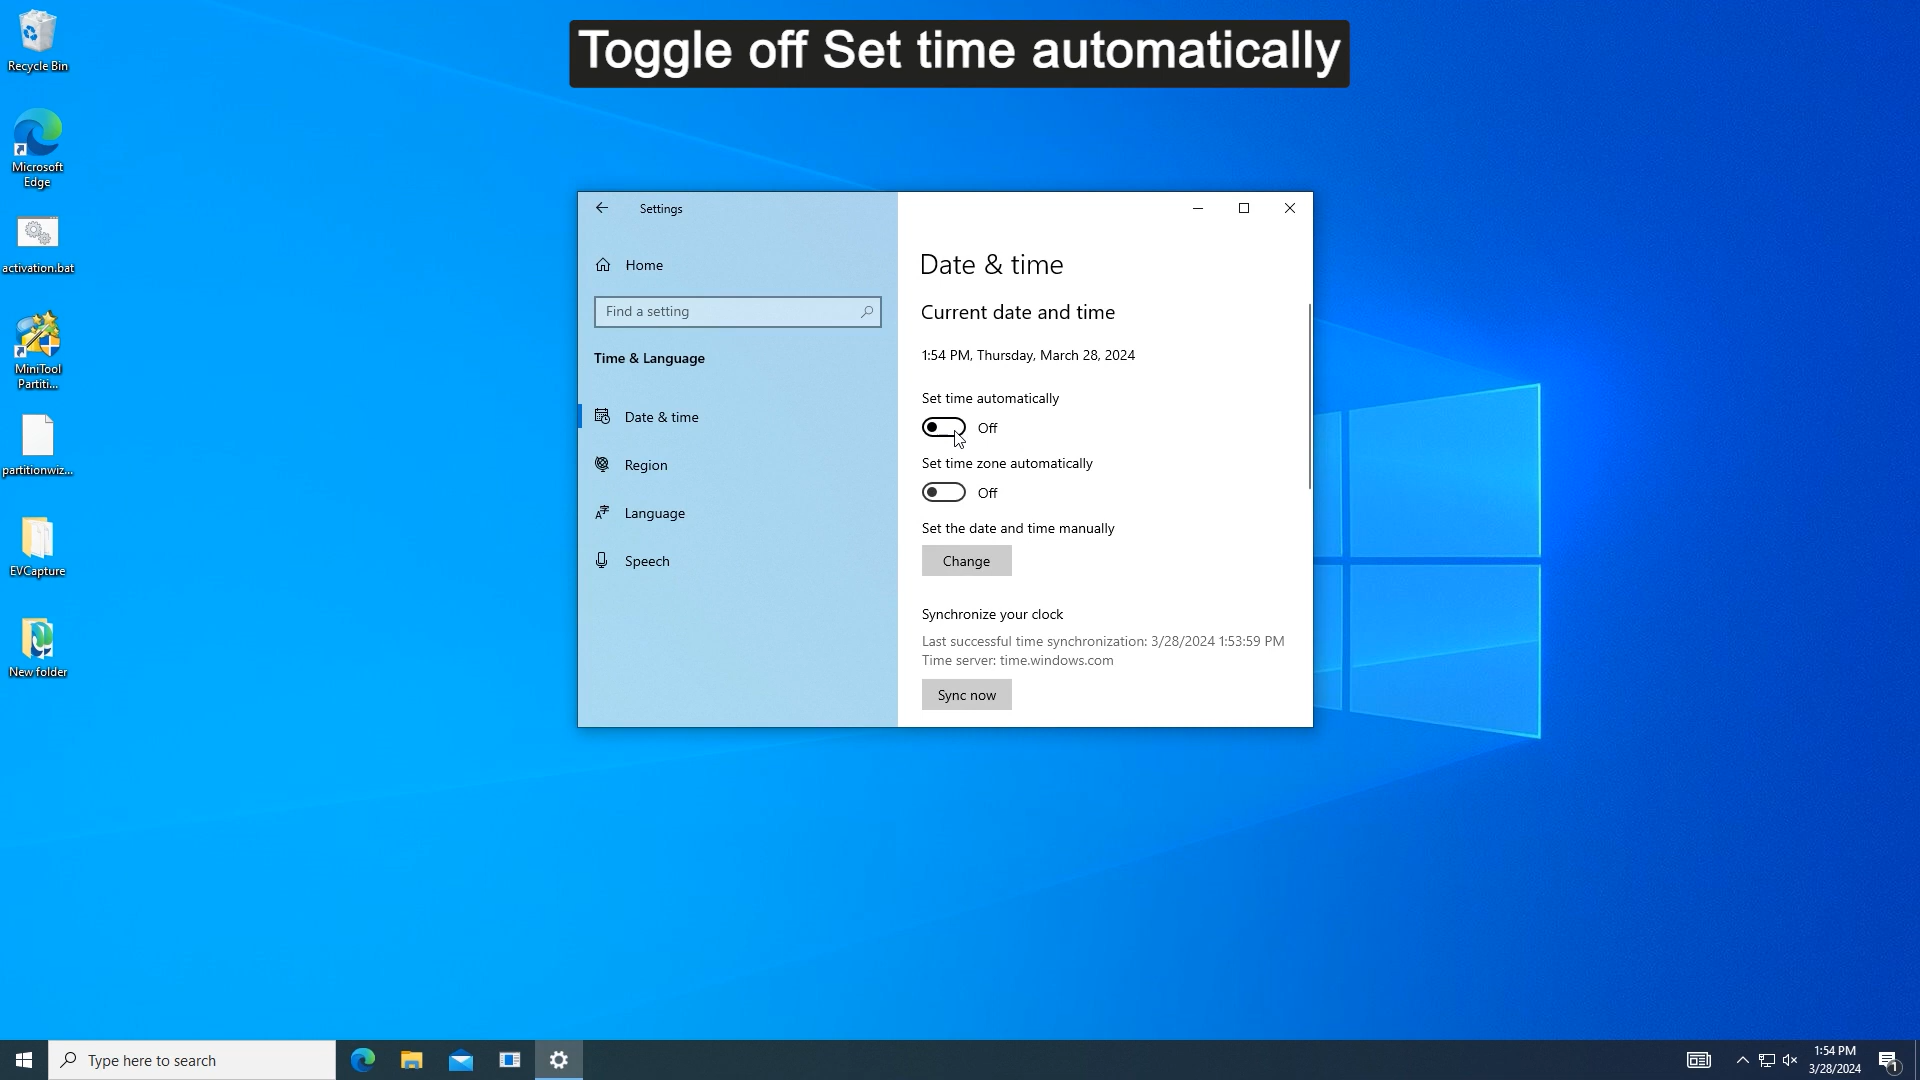 Toggle off Set time automatically
Recycle Bin
Microsoft
Edge
activation.bat
MiniTool
Partiti...
partitionwiz...
EVCapture
New folder
Settings
Home
Find a setting
Time & Language
Date & time
Region
Language
Speech
Date & time
Current date and time
1:54 PM, Thursday, March 28, 2024
Set time automatically
Off
Set time zone automatically
Off
Set the date and time manually
Change
Synchronize your clock
Last successful time synchronization: 3/28/2024 1:53:59 PM
Time server: time.windows.com
Sync now
Type here to search
1:54 PM
3/28/2024
1